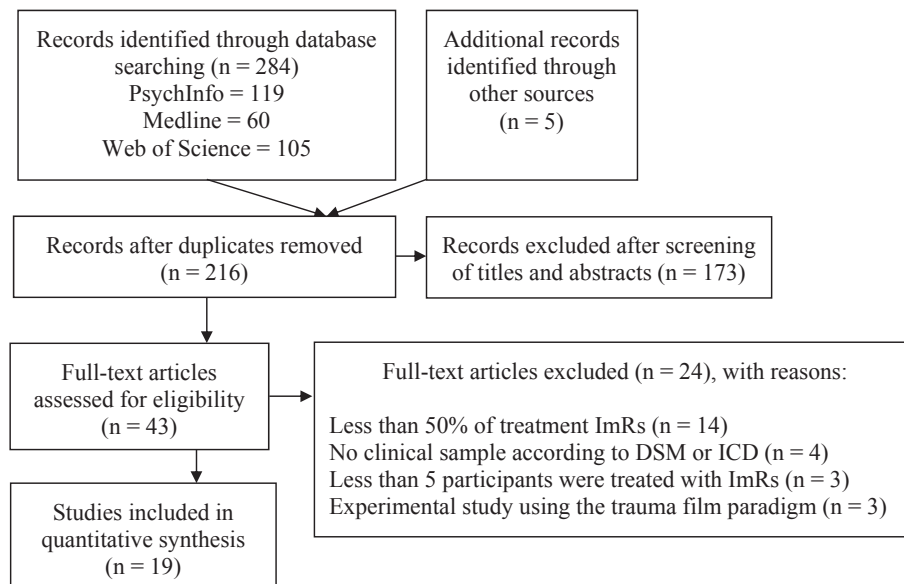 Records identified through database
searching (n = 284)
PsychInfo = 119
Medline = 60
Web of Science = 105
Additional records
identified through
other sources
(n = 5)
Records after duplicates removed
(n = 216)
Records excluded after screening
of titles and abstracts (n = 173)
Full-text articles
assessed for eligibility
(n = 43)
Full-text articles excluded (n = 24), with reasons:
Less than 50% of treatment ImRs (n = 14)
No clinical sample according to DSM or ICD (n = 4)
Less than 5 participants were treated with ImRs (n = 3)
Experimental study using the trauma film paradigm (n = 3)
Studies included in
quantitative synthesis
(n = 19)